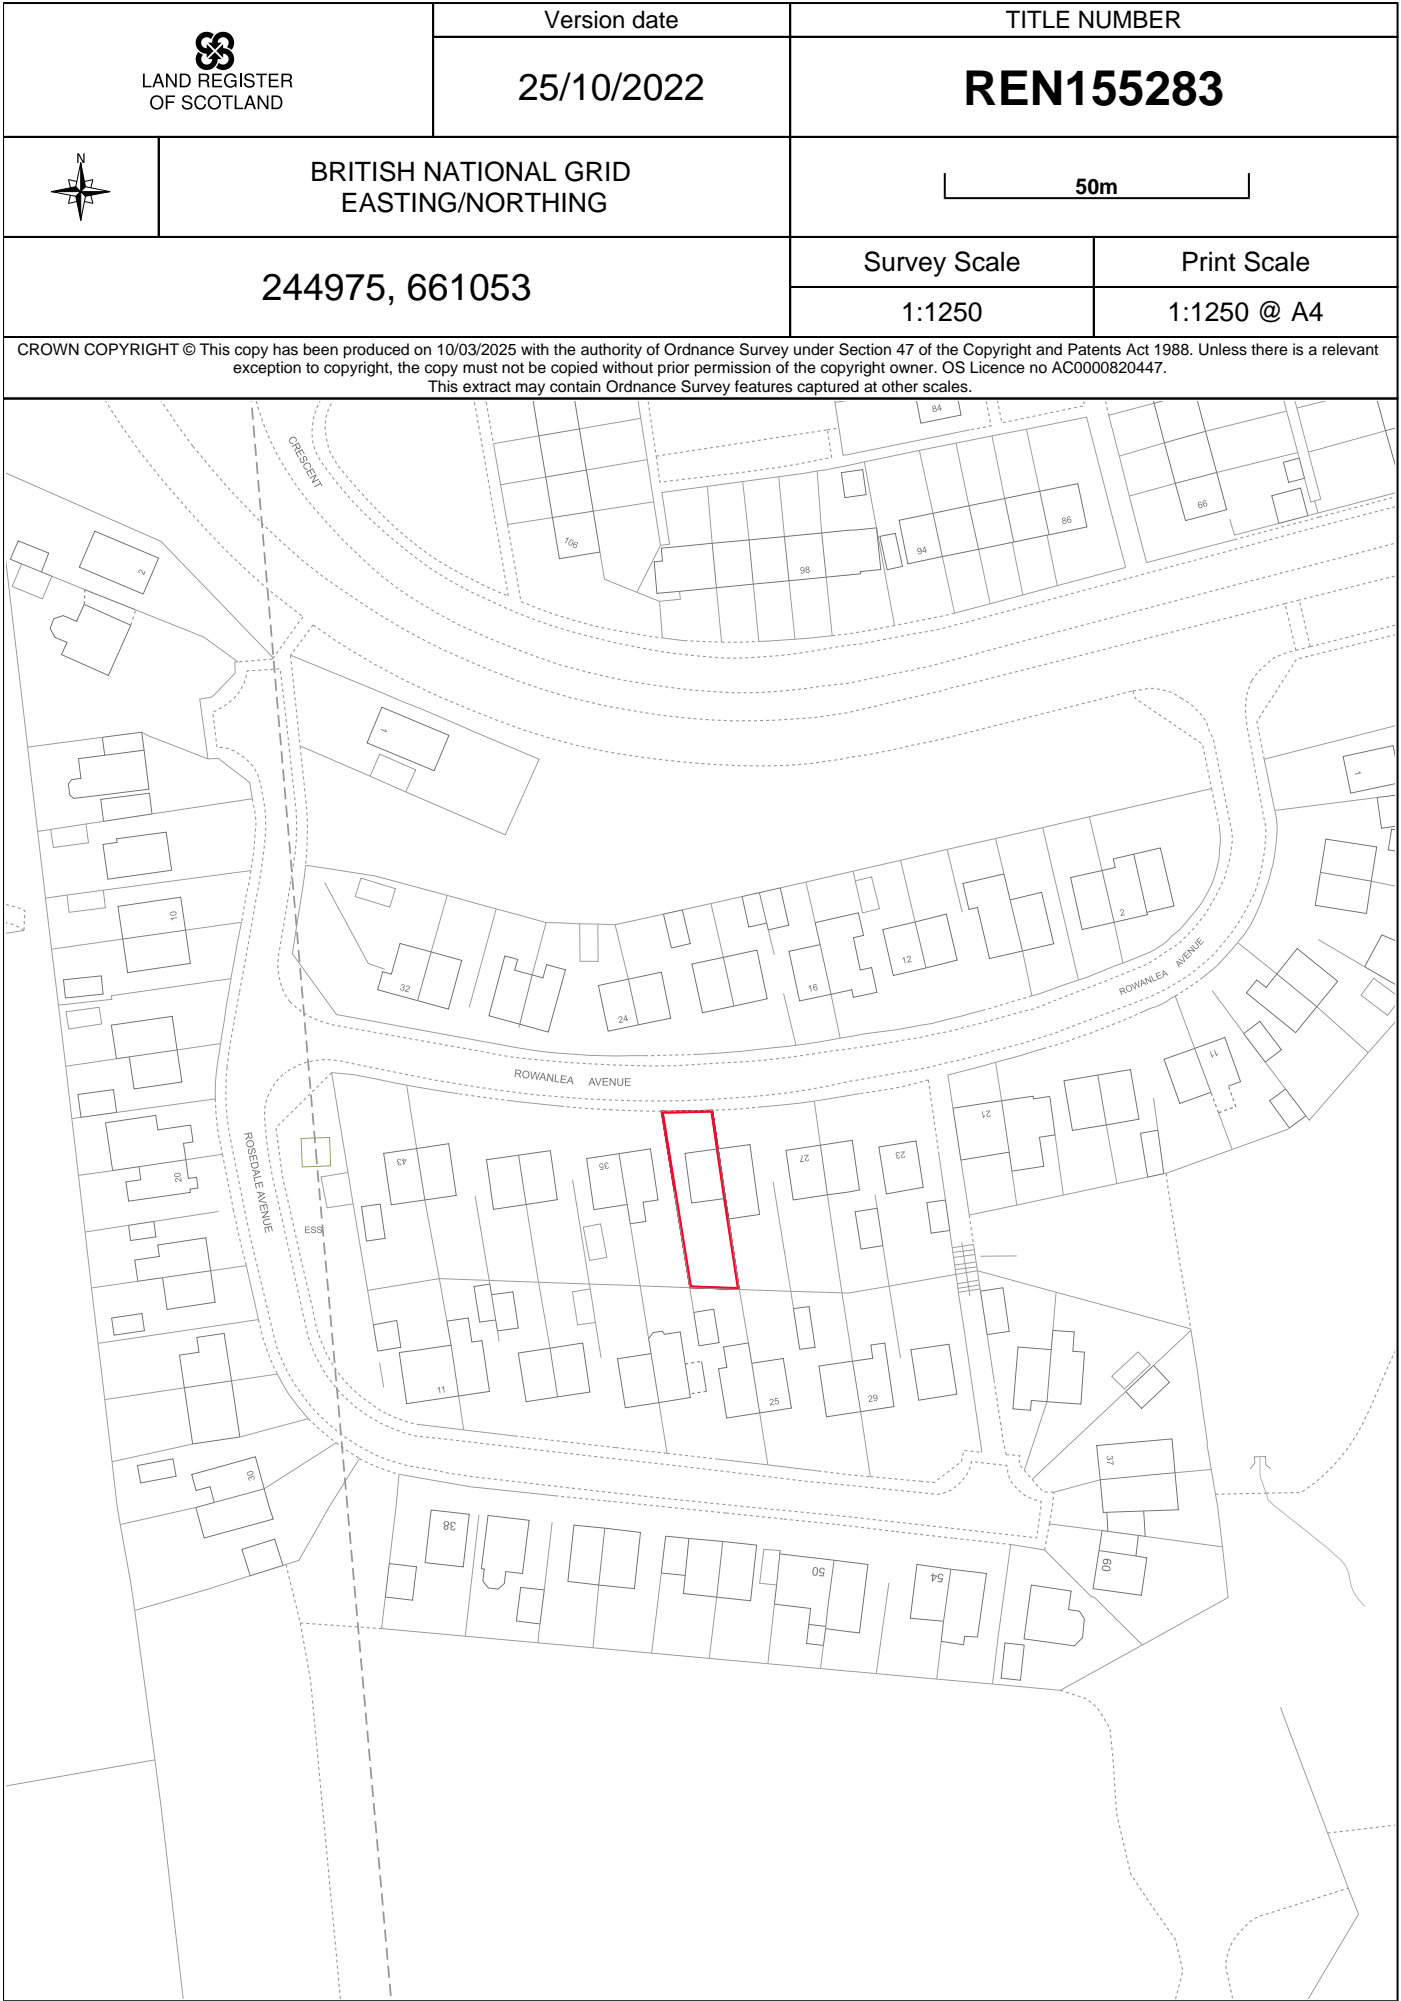 LAND REGISTER
OF SCOTLAND
Version date
25/10/2022
TITLE NUMBER
REN155283
N
BRITISH NATIONAL GRID
EASTING/NORTHING
50m
244975, 661053
Survey Scale
1:1250
Print Scale
1:1250 @ A4
CROWN COPYRIGHT © This copy has been produced on 10/03/2025 with the authority of Ordnance Survey under Section 47 of the Copyright and Patents Act 1988. Unless there is a relevant
exception to copyright, the copy must not be copied without prior permission of the copyright owner. OS Licence no AC0000820447.
This extract may contain Ordnance Survey features captured at other scales.
84
CRESCENT
66
86
106
94
98
2
1
1
10
2
32
24
16
12
ROWANLEA AVENUE
ROWANLEA AVENUE
11
21
ROSEDALE AVENUE
20
43
35
27
23
ESS
11
25
29
37
30
38
50
54
60